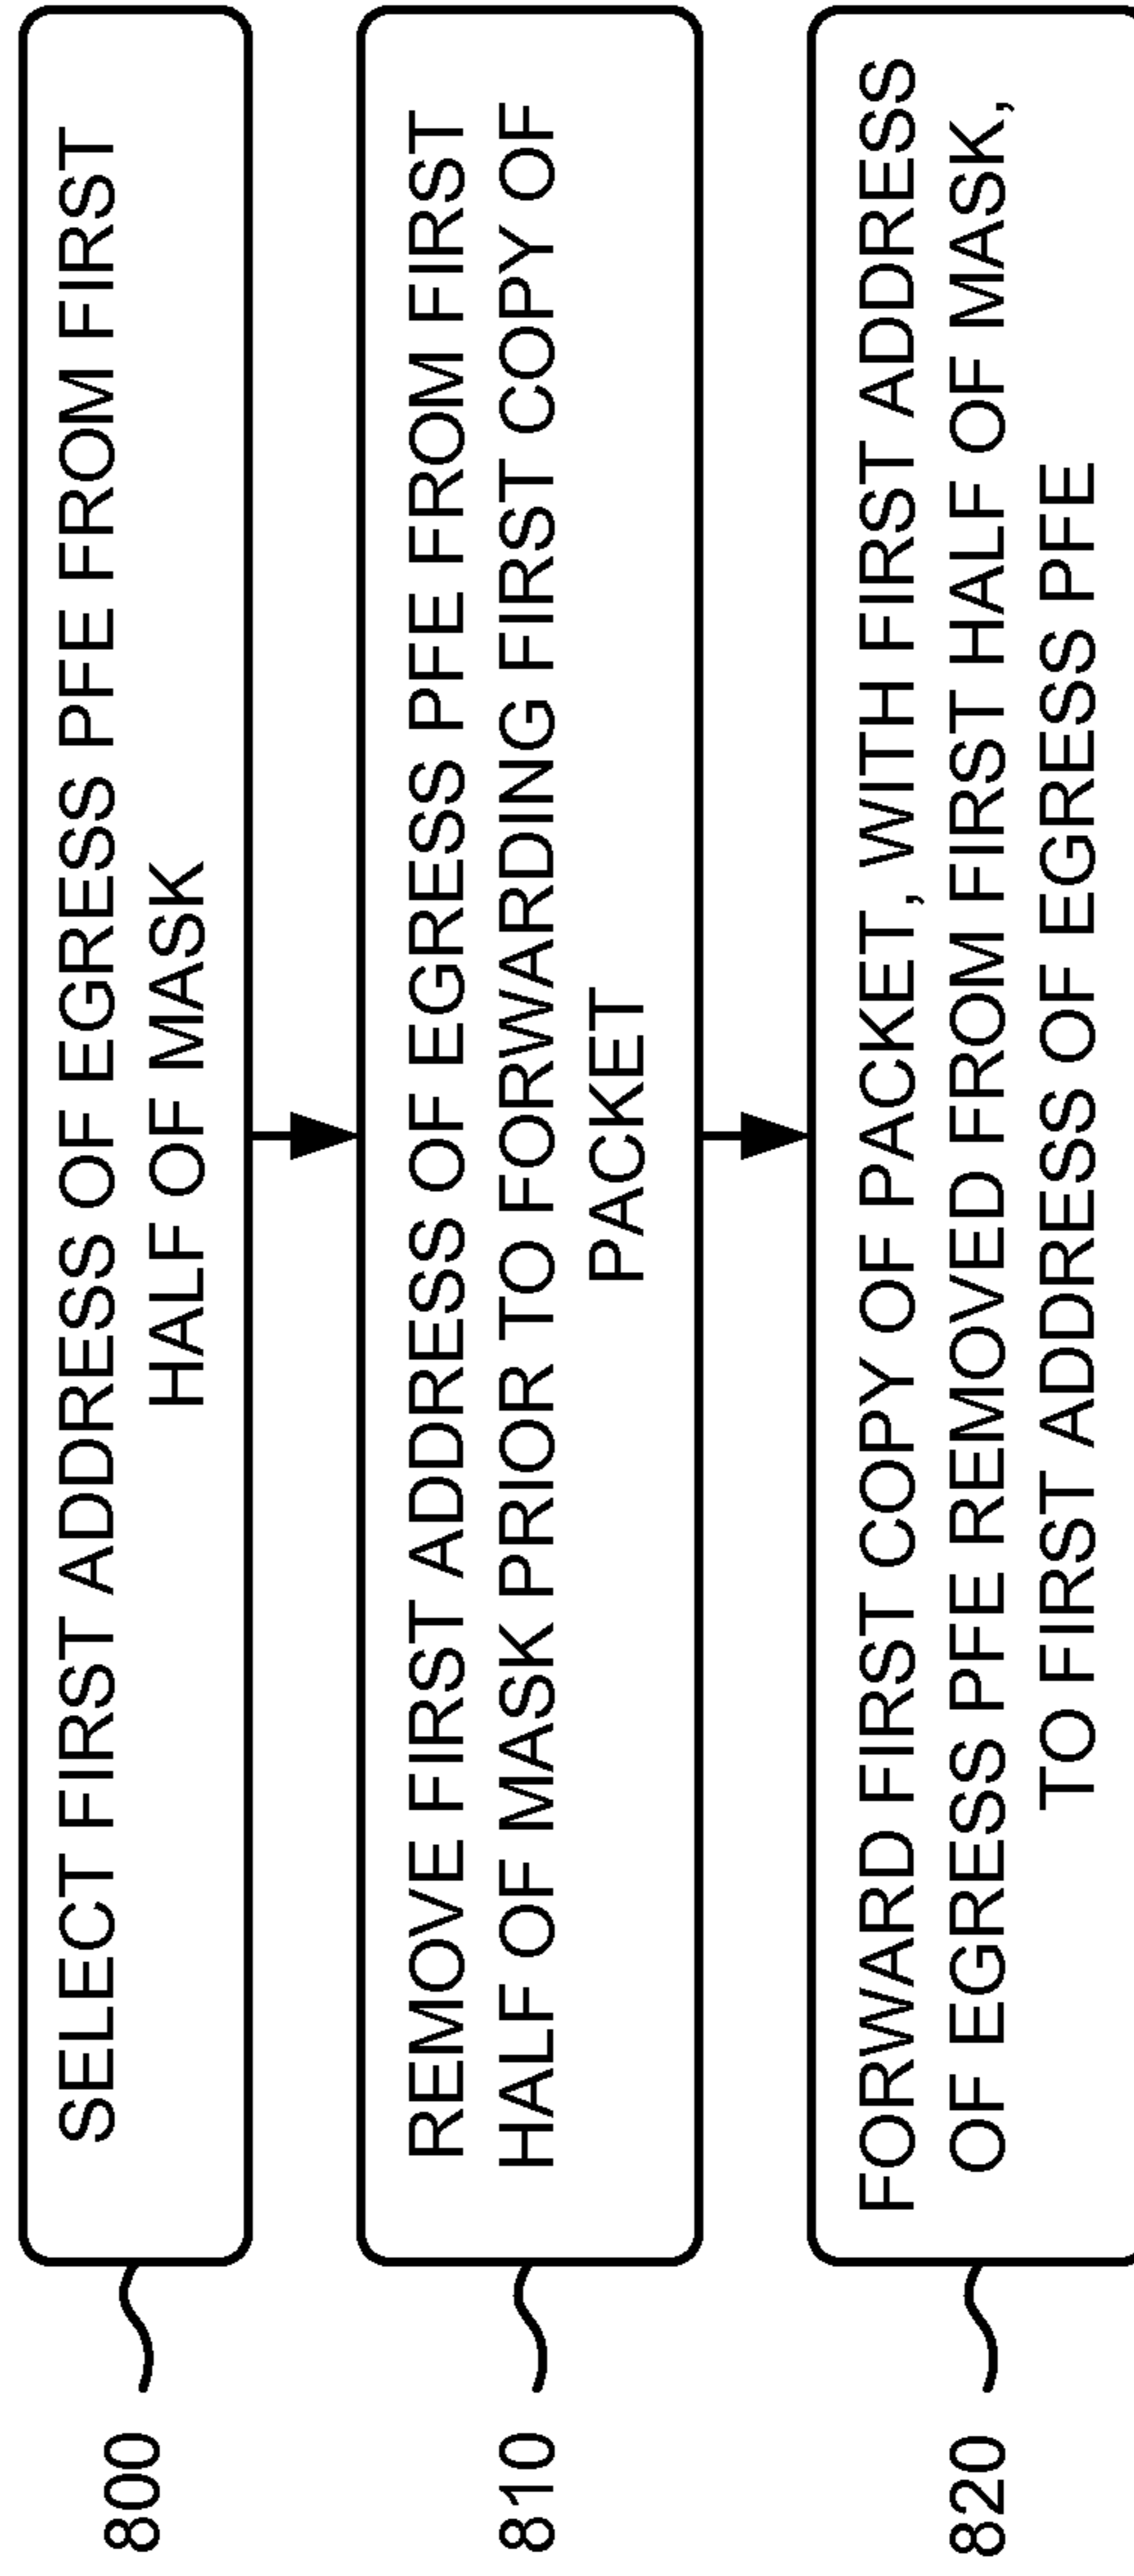 800
SELECT FIRST ADDRESS OF EGRESS PFE FROM FIRST
HALF OF MASK
810
REMOVE FIRST ADDRESS OF EGRESS PFE FROM FIRST
HALF OF MASK PRIOR TO FORWARDING FIRST COPY OF
PACKET
820
FORWARD FIRST COPY OF PACKET, WITH FIRST ADDRESS
OF EGRESS PFE REMOVED FROM FIRST HALF OF MASK,
TO FIRST ADDRESS OF EGRESS PFE